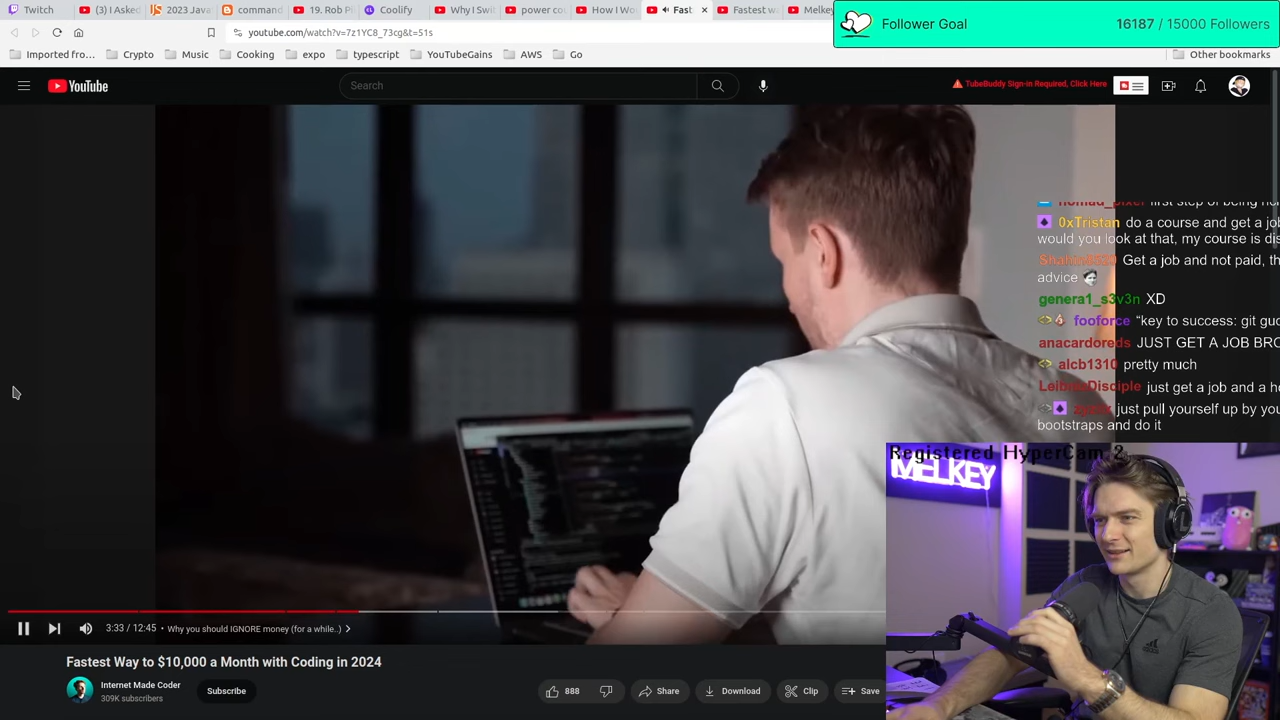 Twitch
(3) I Asked
2023 Java
command
19. Rob P
Coolify
Why I Swi
power co
How I Wo
Fast
Fastest w
Melkey
Follower Goal
16187 / 15000 Followers
youtube.com/watch?v=7z1YC8_73cg&t=51s
Imported fro...
Crypto
Music
Cooking
expo
typescript
YouTubeGains
AWS
Go
Other bookmarks
YouTube
Search
TubeBuddy Sign-in Required, Click Here
first step of being
0xTristan do a course and get a jo
would you look at that, my course is dis
Get a job and not paid, th
advice
genera1_s3v3n XD
fooforce “key to success: git gud
anacardoreds JUST GET A JOB BRO
alcb1310 pretty much
just get a job and a
just pull yourself up by you
bootstraps and do it
Registered HyperCam 2
MELKEY
3:33 / 12:45 • Why you should IGNORE money (for a while..)
Fastest Way to $10,000 a Month with Coding in 2024
Internet Made Coder
309K subscribers
Subscribe
888
Share
Download
Clip
Save
adidas